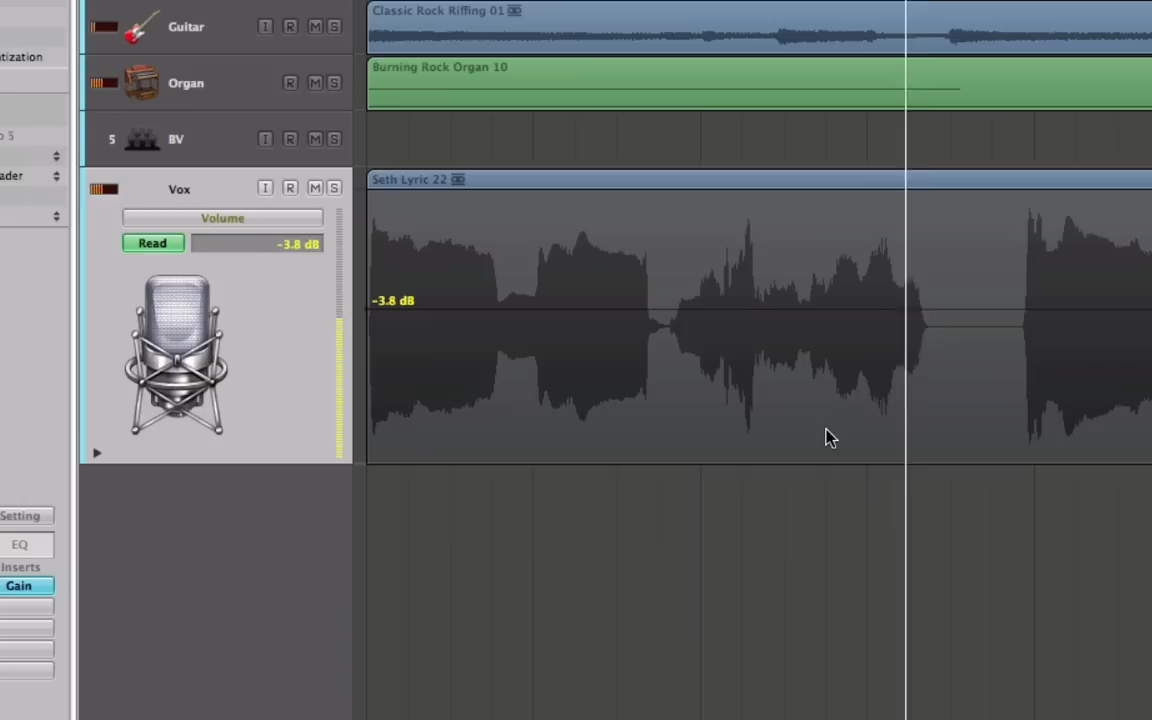 Classic Rock Riffing 01
Guitar I R M S
tization
Burning Rock Organ 10
Organ R M S
o 5
5 BV I R M S
ader
Seth Lyric 22
Vox I R M S
Volume
Read -3.8 dB
-3.8 dB
Setting
EQ
Inserts
Gain